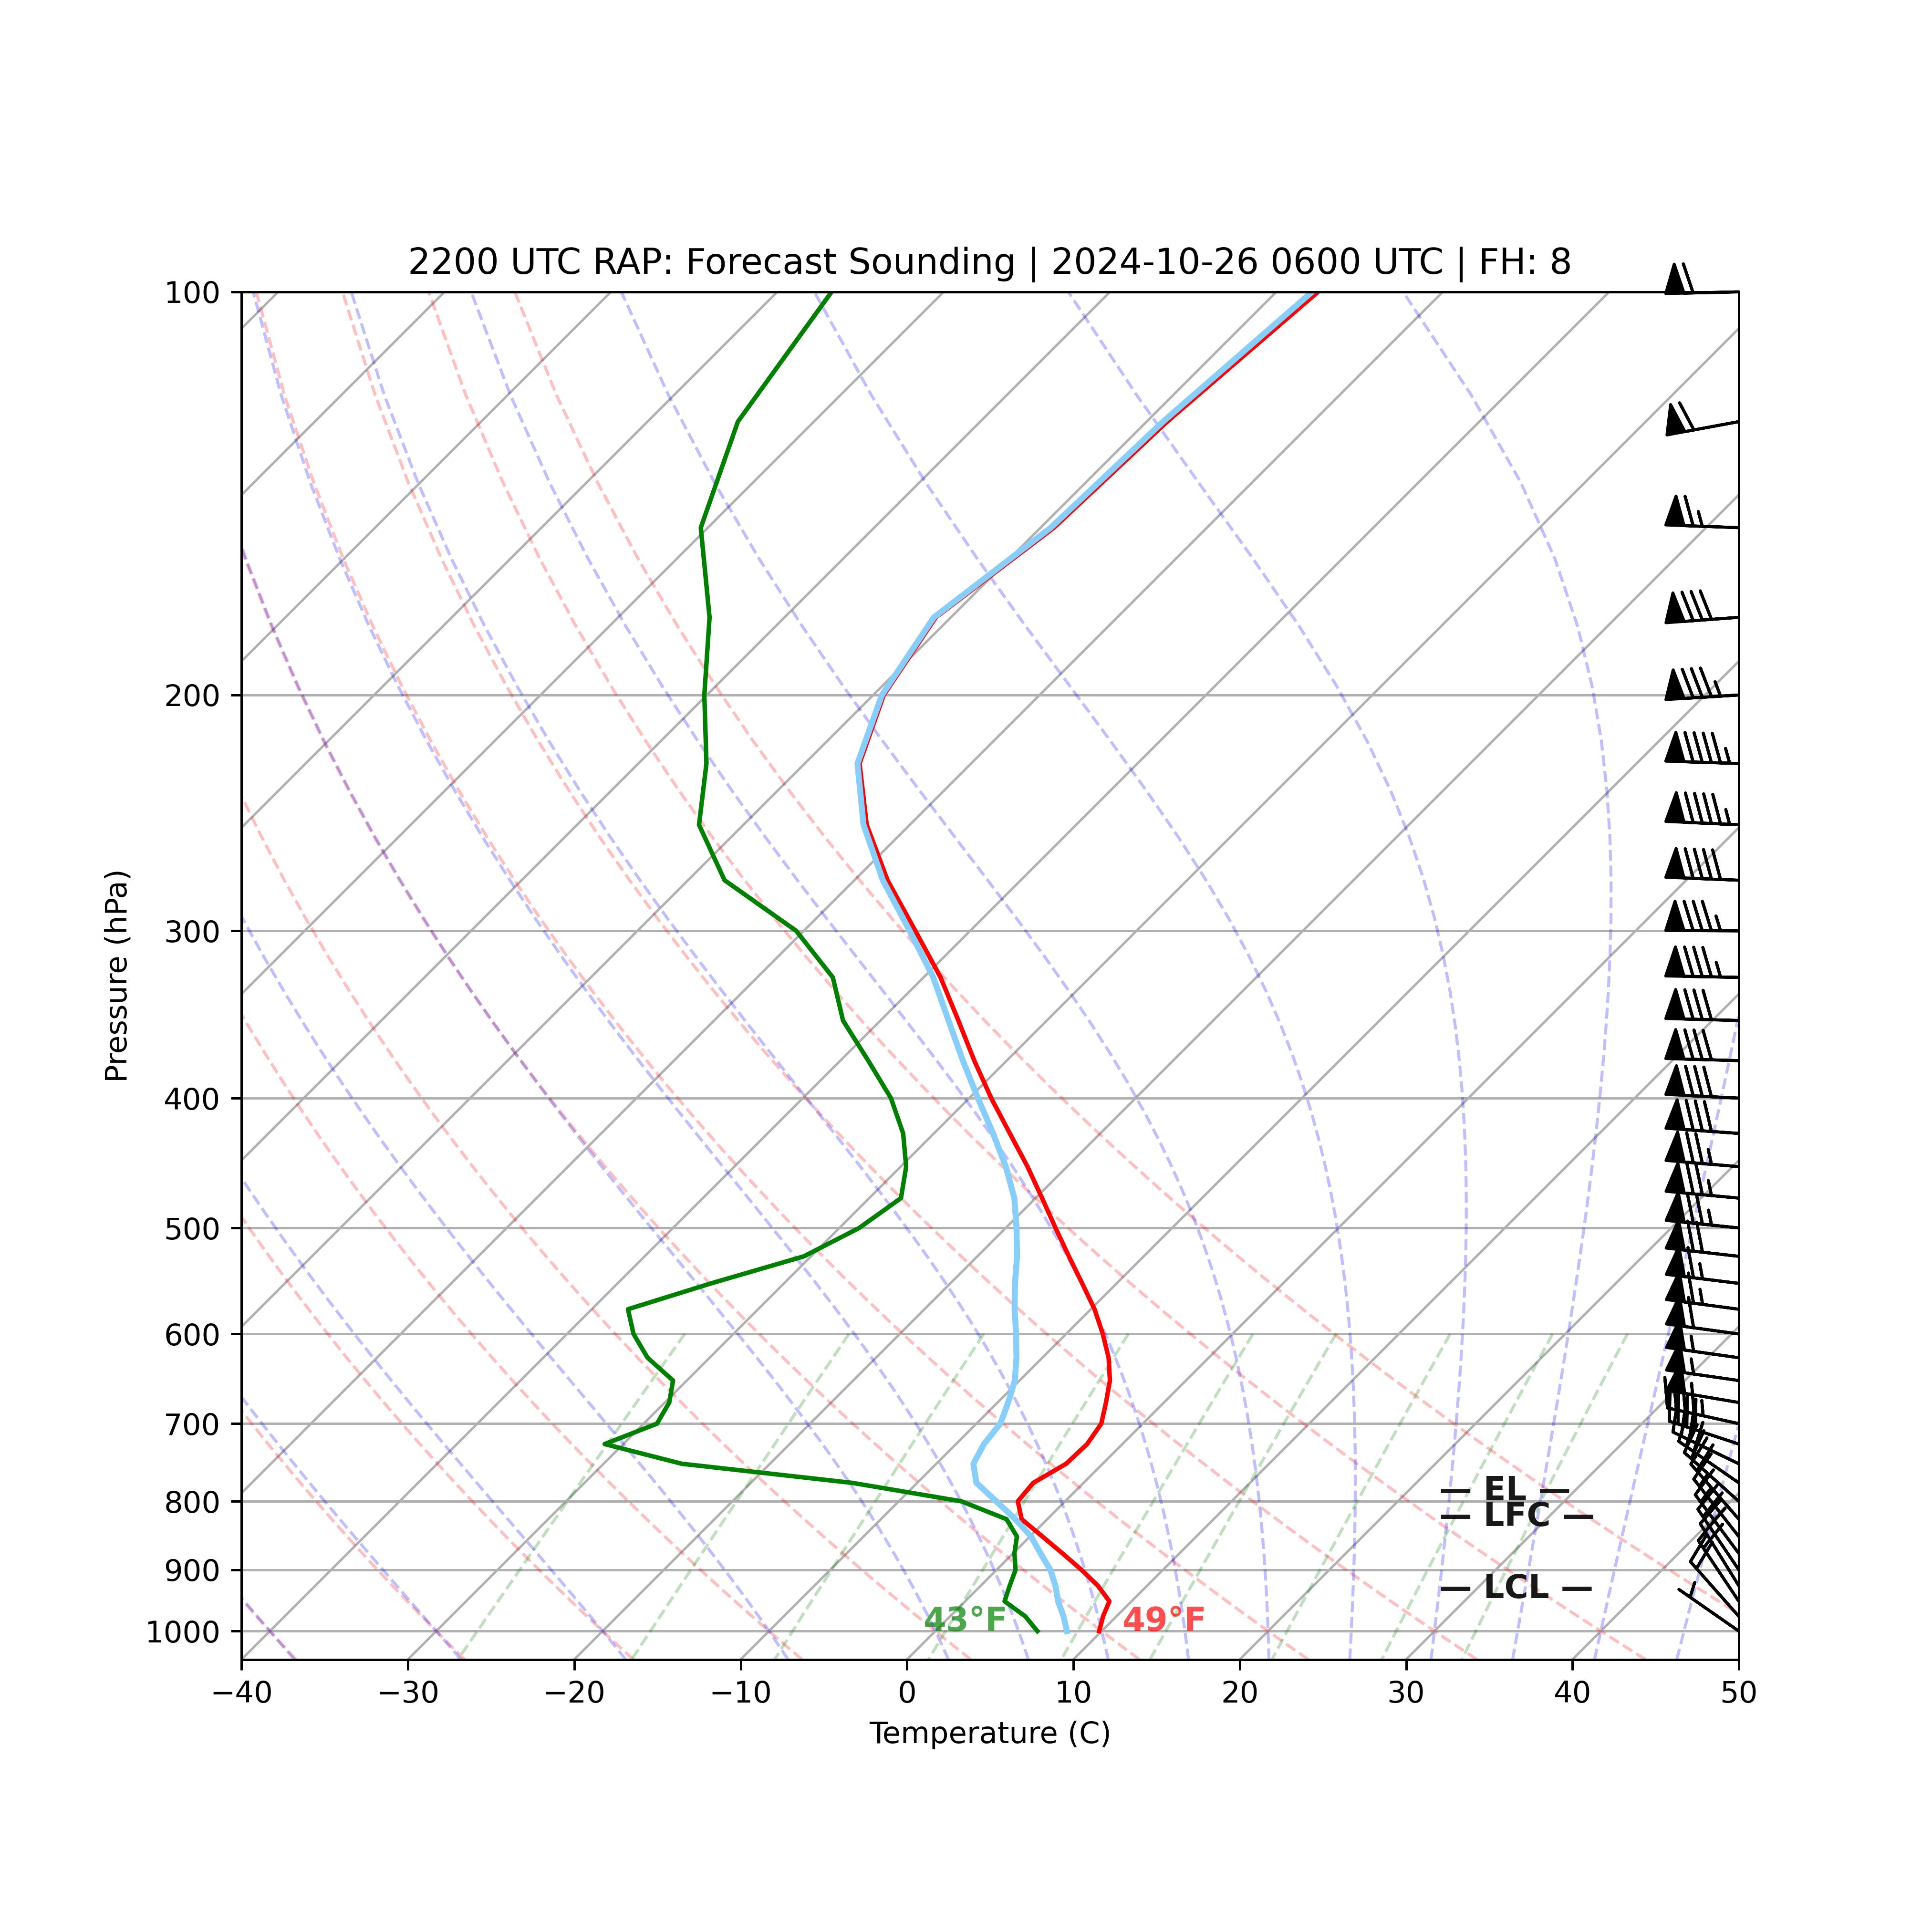 2200 UTC RAP: Forecast Sounding | 2024-10-26 0600 UTC | FH: 8
100
200
300
400
500
600
700
800
900
1000
Pressure (hPa)
— EL —
— LFC —
— LCL —
43°F
49°F
−40 −30 −20 −10 0 10 20 30 40 50
Temperature (C)